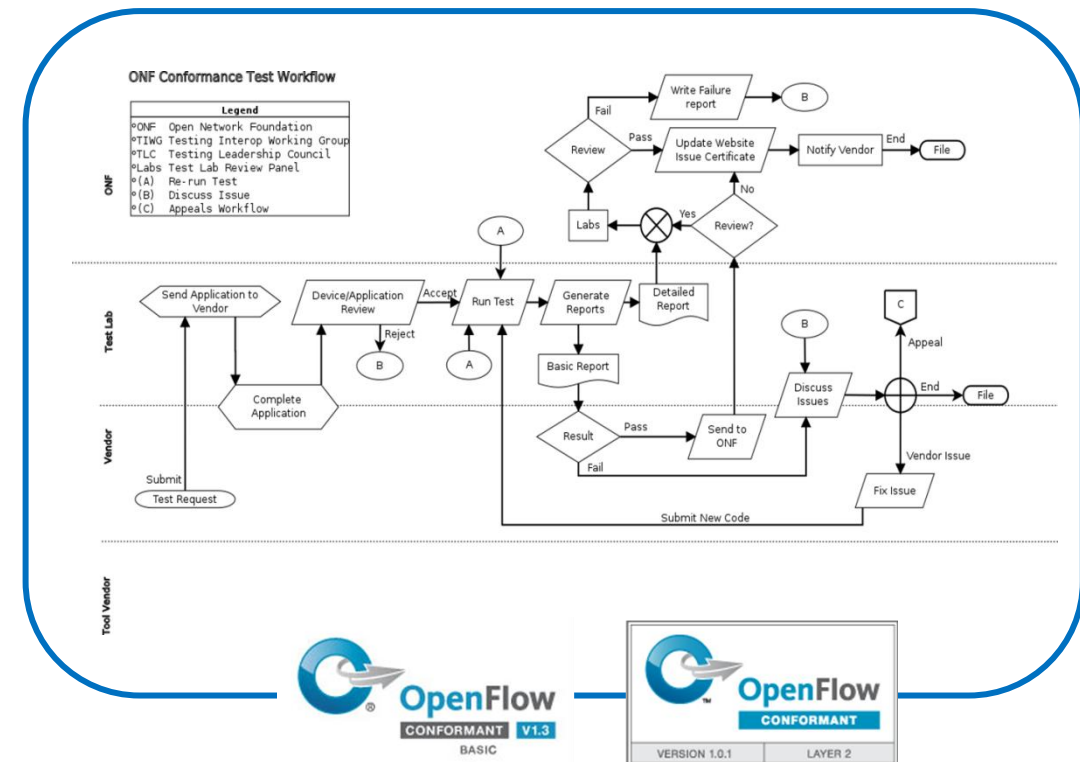 ONF Conformance Test Workflow
Legend
ºONF Open Network Foundation
ºTIWG Testing Interop Working Group
ºTLC Testing Leadership Council
ºLabs Test Lab Review Panel
º(A) Re-run Test
º(B) Discuss Issue
º(C) Appeals Workflow
ONF
Write Failure
report
B
Fail
Review
Pass
Update Website
Issue Certificate
Notify Vendor
End
File
No
Labs
Yes
Review?
A
Test Lab
Send Application to
Vendor
Device/Application
Review
Accept
Run Test
Generate
Reports
Detailed
Report
C
Reject
B
A
Basic Report
B
Appeal
Complete
Application
Discuss
Issues
End
File
Vendor
Result
Pass
Send to
ONF
Fail
Vendor Issue
Submit
Test Request
Fix Issue
Submit New Code
Tool Vendor
®
OpenFlow
CONFORMANT V1.3
BASIC
™
OpenFlow
CONFORMANT
VERSION 1.0.1
LAYER 2